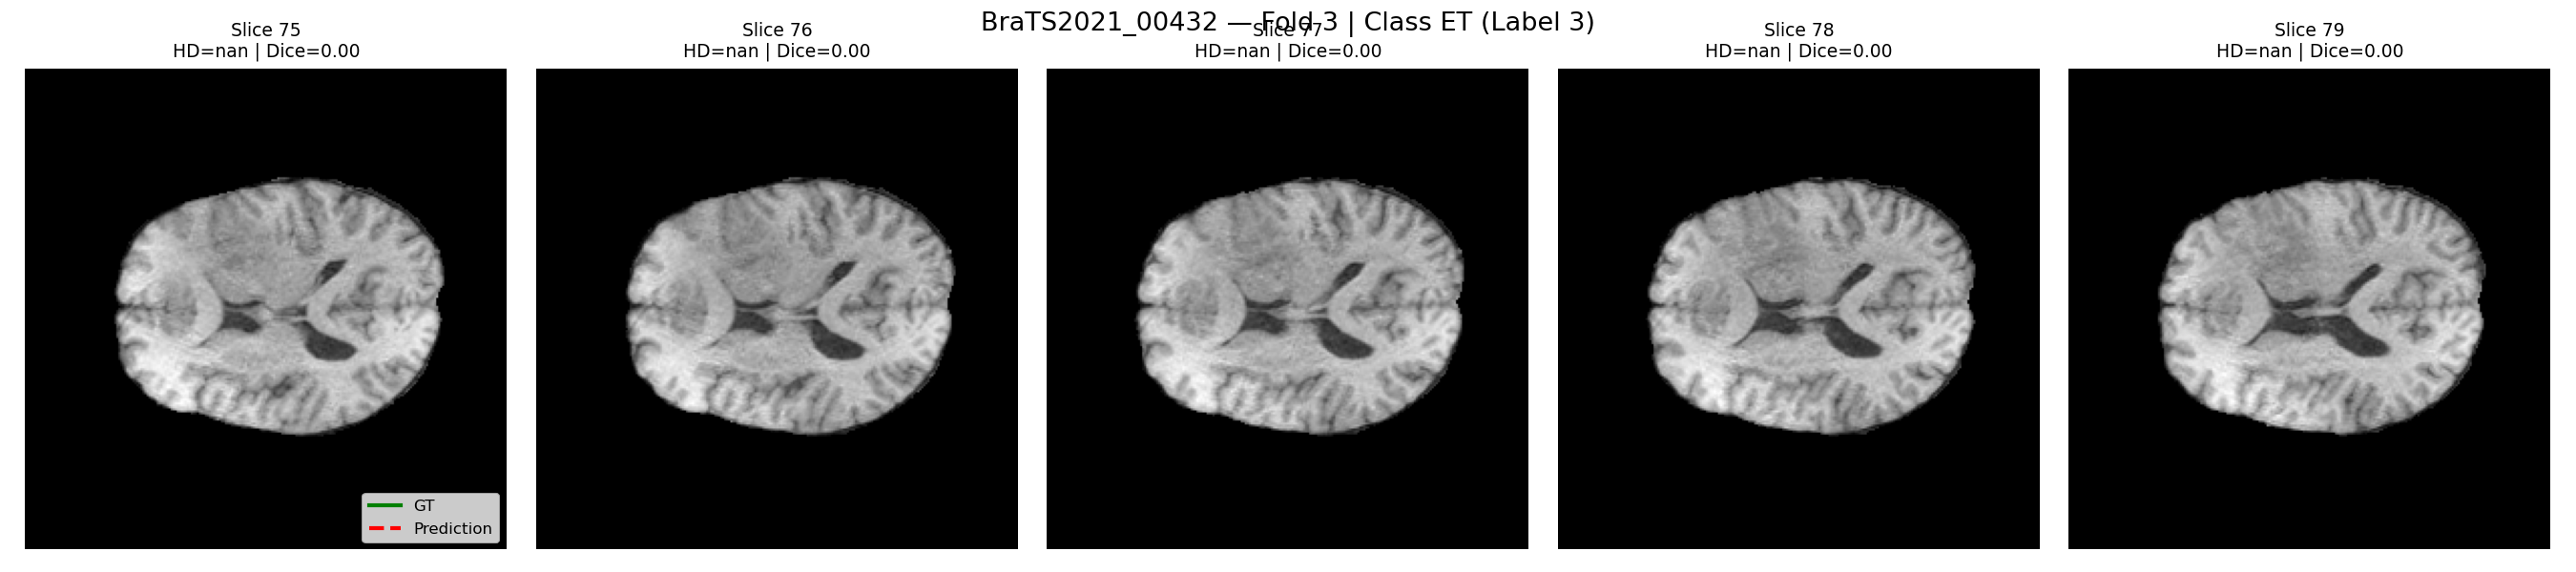 BraTS2021_00432 — Fold 3 | Class ET (Label 3)
Slice 75
HD=nan | Dice=0.00
Slice 76
HD=nan | Dice=0.00
Slice 77
HD=nan | Dice=0.00
Slice 78
HD=nan | Dice=0.00
Slice 79
HD=nan | Dice=0.00
GT
Prediction